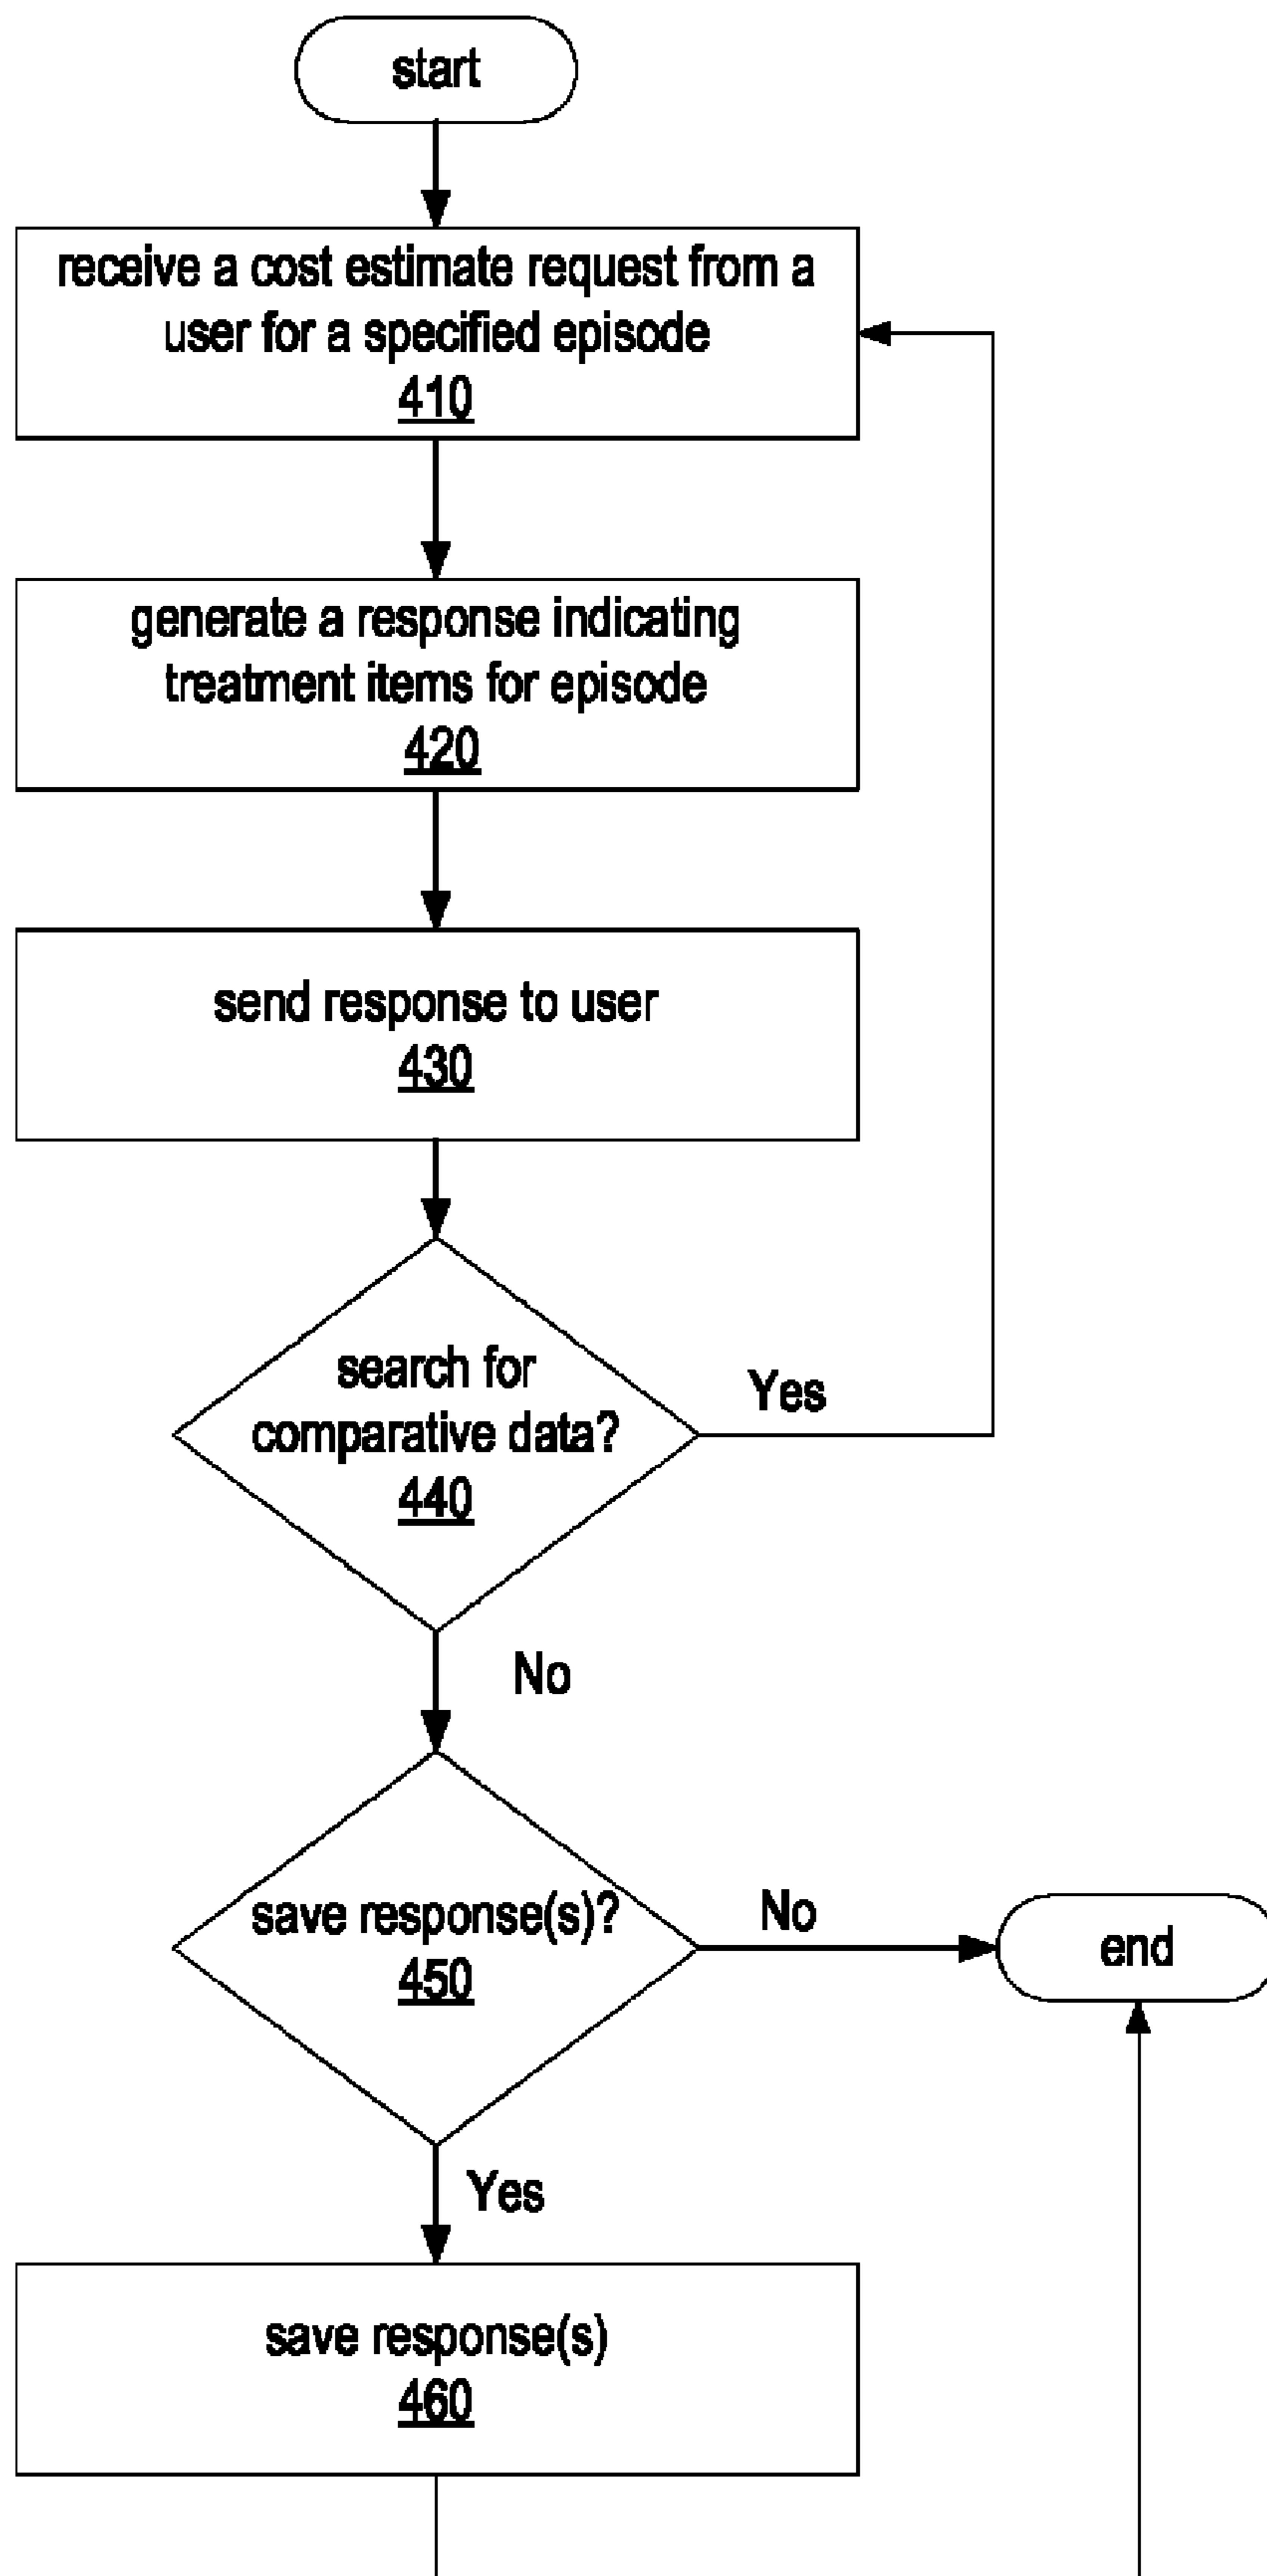 start
receive a cost estimate request from a
user for a specified episode
410
generate a response indicating
treatment items for episode
420
send response to user
430
search for
comparative data?
440
Yes
No
save response(s)?
450
No
end
Yes
save response(s)
460